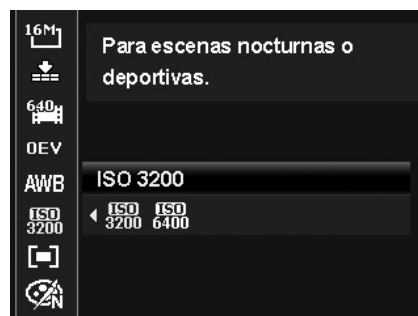 16M
Para escenas nocturnas o
deportivas.
640
0EV
AWB
ISO 3200
ISO
3200
ISO ISO
3200 6400
N